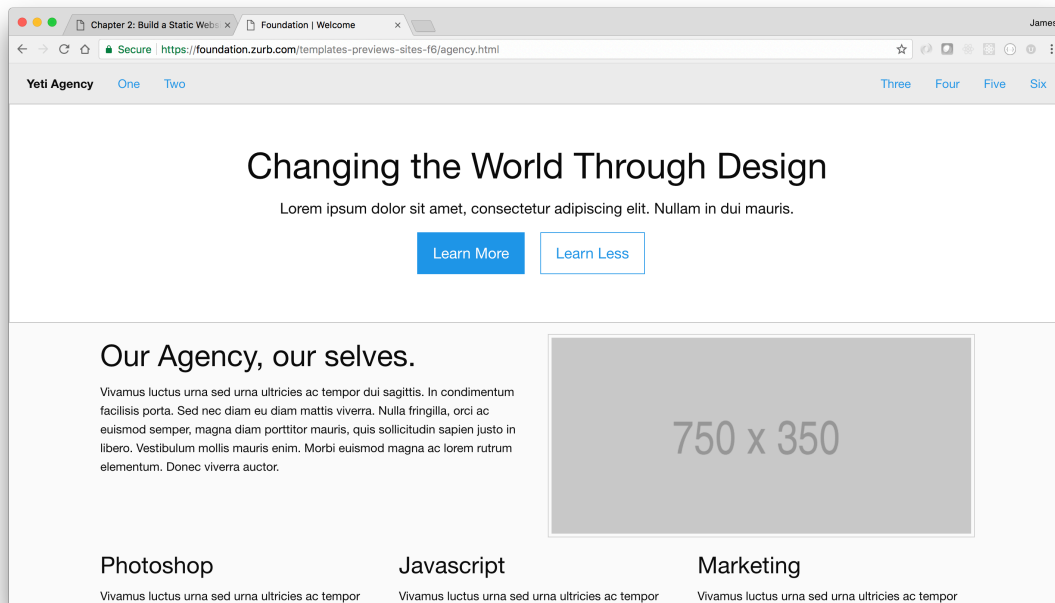 Chapter 2: Build a Static Webs
Foundation | Welcome
James
Secure
https://foundation.zurb.com/templates-previews-sites-f6/agency.html
Yeti Agency One Two Three Four Five Six
Changing the World Through Design
Lorem ipsum dolor sit amet, consectetur adipiscing elit. Nullam in dui mauris.
Learn More Learn Less
Our Agency, our selves.
Vivamus luctus urna sed urna ultricies ac tempor dui sagittis. In condimentum
facilisis porta. Sed nec diam eu diam mattis viverra. Nulla fringilla, orci ac
euismod semper, magna diam porttitor mauris, quis sollicitudin sapien justo in
libero. Vestibulum mollis mauris enim. Morbi euismod magna ac lorem rutrum
elementum. Donec viverra auctor.
750 x 350
Photoshop
Vivamus luctus urna sed urna ultricies ac tempor
Javascript
Vivamus luctus urna sed urna ultricies ac tempor
Marketing
Vivamus luctus urna sed urna ultricies ac tempor